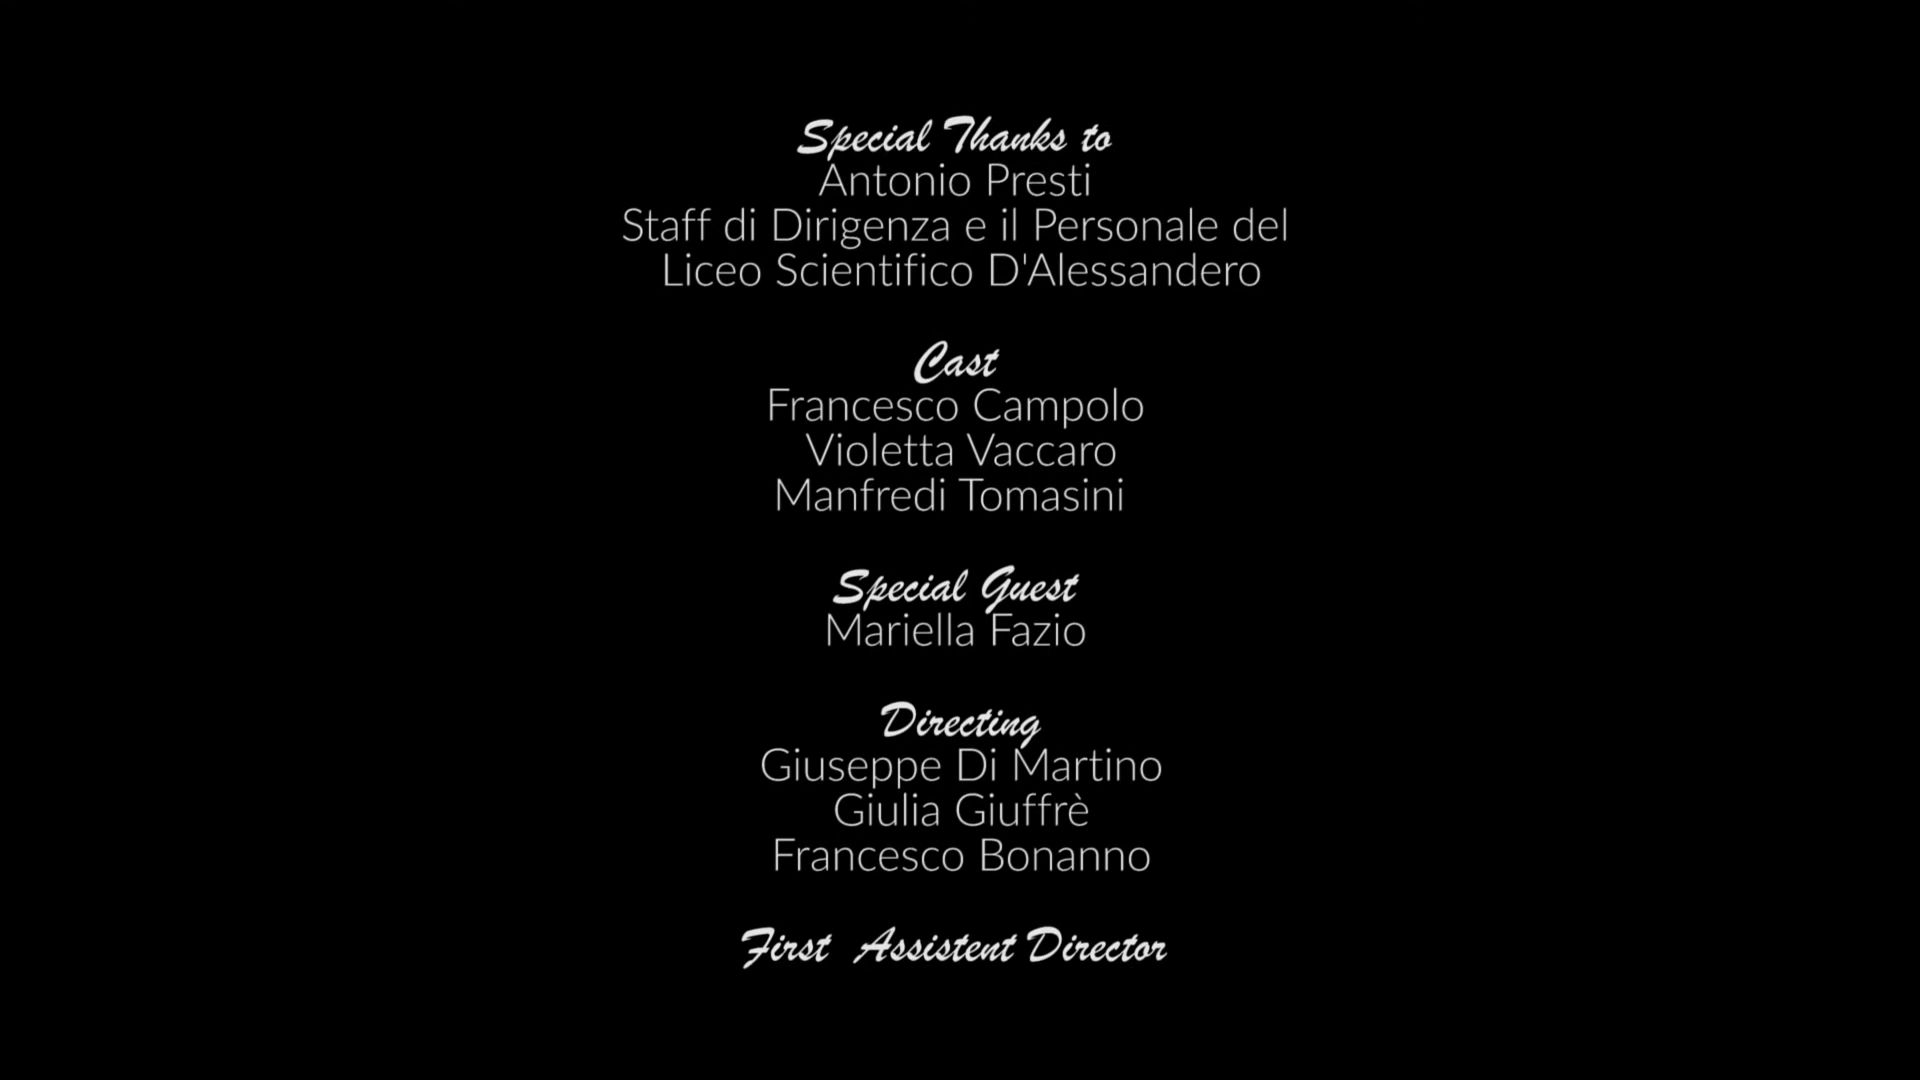 Special Thanks to
Antonio Presti
Staff di Dirigenza e il Personale del
Liceo Scientifico D'Alessandero
Cast
Francesco Campolo
Violetta Vaccaro
Manfredi Tomasini
Special Guest
Mariella Fazio
Directing
Giuseppe Di Martino
Giulia Giuffrè
Francesco Bonanno
First Assistent Director